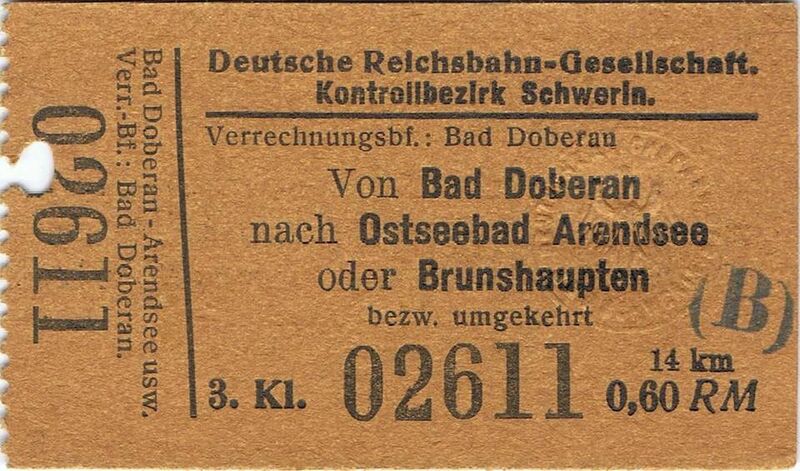 Deutsche Reichsbahn-Gesellschaft.
Kontrollbezirk Schwerin.
Verrechnungsbf.: Bad Doberan
Von Bad Doberan
nach Ostseebad Arendsee
oder Brunshaupten
bezw. umgekehrt
(B)
14 km
3. Kl. 02611 0,60 RM
Bad Doberan - Arendsee usw.
Verr.-Bf.: Bad Doberan.
02611